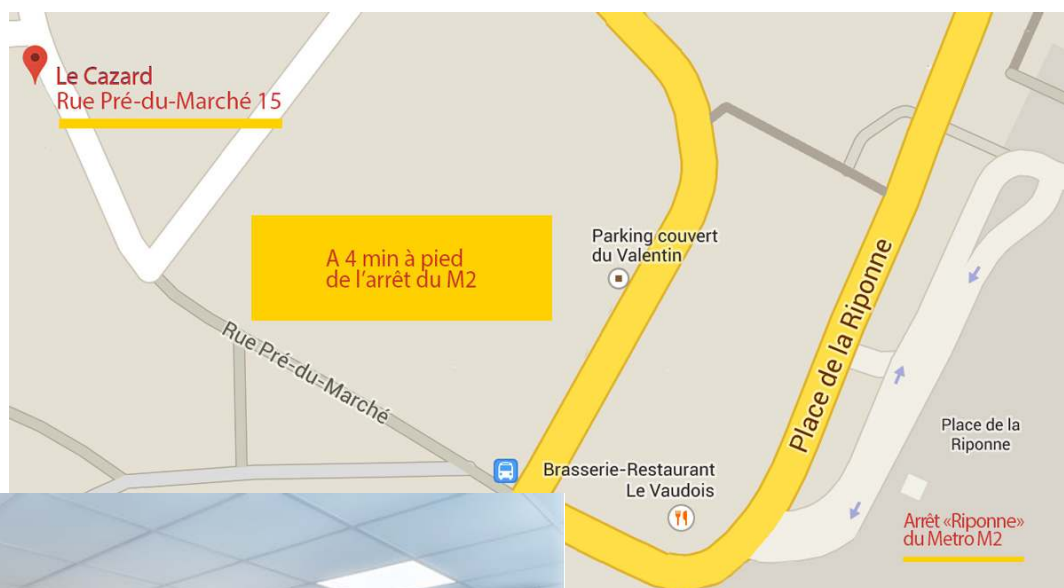 Le Cazard
Rue Pré-du-Marché 15
A 4 min à pied
de l'arrêt du M2
Parking couvert
du Valentin
Place de la Riponne
Rue Pré-du-Marché
Place de la
Riponne
Brasserie-Restaurant
Le Vaudois
Arrêt «Riponne»
du Metro M2